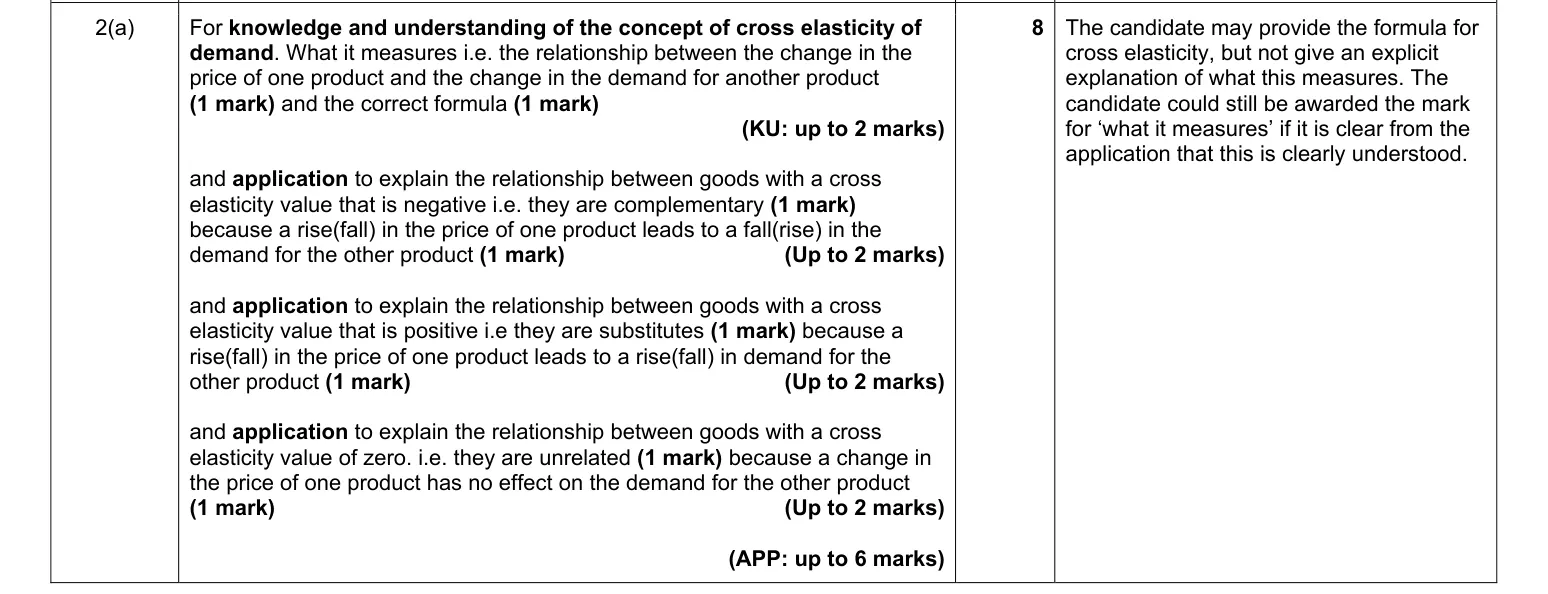 2(a)
For knowledge and understanding of the concept of cross elasticity of
demand. What it measures i.e. the relationship between the change in the
price of one product and the change in the demand for another product
(1 mark) and the correct formula (1 mark)
(KU: up to 2 marks)
and application to explain the relationship between goods with a cross
elasticity value that is negative i.e. they are complementary (1 mark)
because a rise(fall) in the price of one product leads to a fall(rise) in the
demand for the other product (1 mark) (Up to 2 marks)
and application to explain the relationship between goods with a cross
elasticity value that is positive i.e they are substitutes (1 mark) because a
rise(fall) in the price of one product leads to a rise(fall) in demand for the
other product (1 mark) (Up to 2 marks)
and application to explain the relationship between goods with a cross
elasticity value of zero. i.e. they are unrelated (1 mark) because a change in
the price of one product has no effect on the demand for the other product
(1 mark) (Up to 2 marks)
(APP: up to 6 marks)
8
The candidate may provide the formula for
cross elasticity, but not give an explicit
explanation of what this measures. The
candidate could still be awarded the mark
for ‘what it measures’ if it is clear from the
application that this is clearly understood.